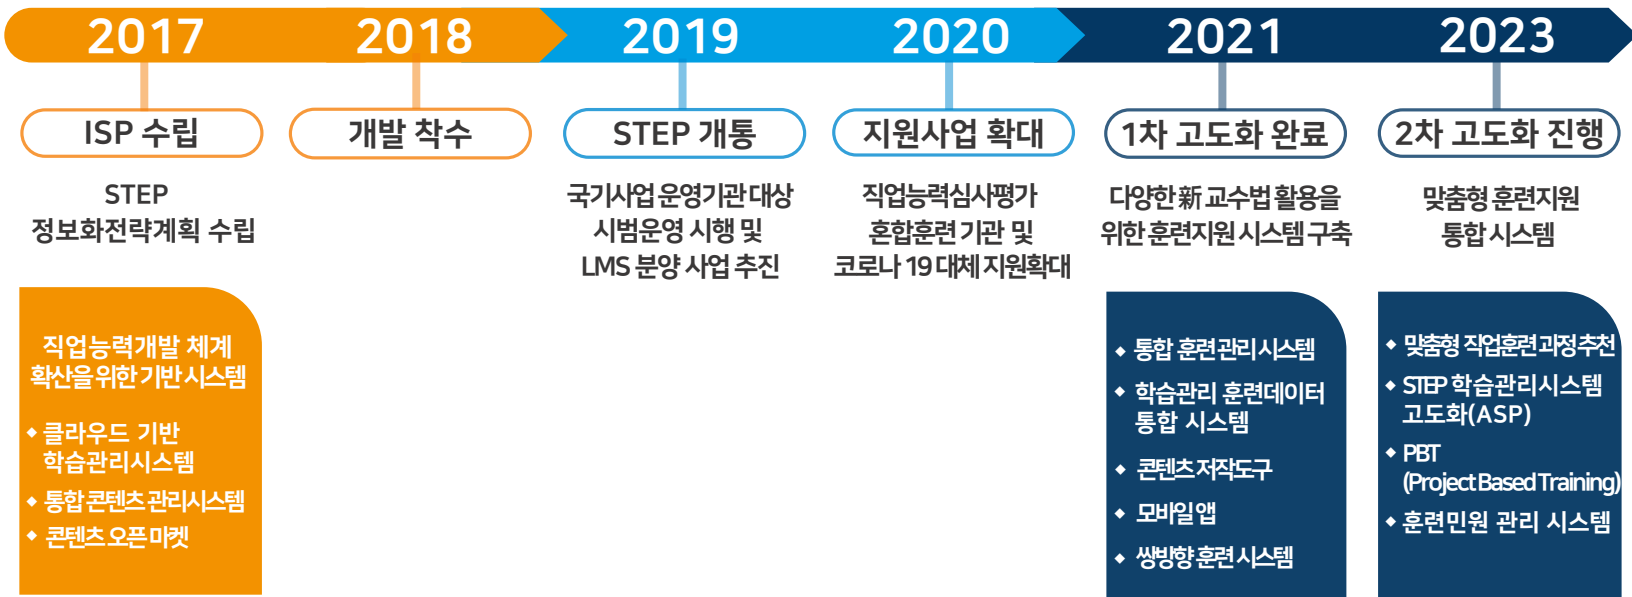 2017
2018
2019
2020
2021
2023
ISP 수립
개발 착수
STEP 개통
지원사업 확대
1차 고도화 완료
2차 고도화 진행
STEP
정보화전략계획 수립
국기사업 운영기관 대상
시범운영 시행 및
LMS 분양 사업 추진
직업능력심사평가
혼합훈련 기관 및
코로나 19 대체 지원확대
다양한 新 교수법 활용을
위한 훈련지원 시스템 구축
맞춤형 훈련지원
통합 시스템
직업능력개발 체계
확산을 위한 기반 시스템
◆ 클라우드 기반
학습관리시스템
◆ 통합 콘텐츠 관리시스템
◆ 콘텐츠 오픈 마켓
◆ 통합 훈련관리 시스템
◆ 학습관리 훈련데이터
통합 시스템
◆ 콘텐츠 저작도구
◆ 모바일 앱
◆ 쌍방향 훈련 시스템
◆ 맞춤형 직업훈련 과정 추천
◆ STEP 학습관리시스템
고도화(ASP)
◆ PBT
(Project Based Training)
◆ 훈련민원 관리 시스템